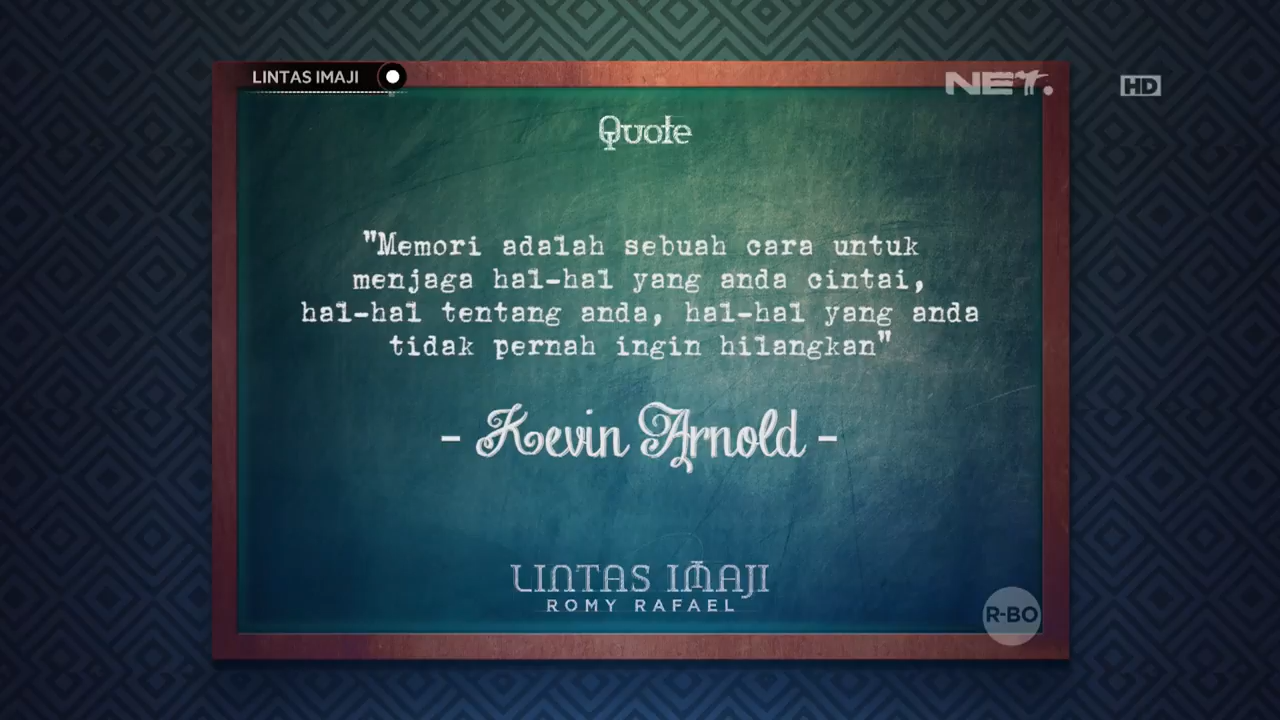 LINTAS IMAJI
NET.
HD
Quote
"Memori adalah sebuah cara untuk
menjaga hal-hal yang anda cintai,
hal-hal tentang anda, hal-hal yang anda
tidak pernah ingin hilangkan"
- Kevin Arnold -
LINTAS IMAJI
ROMY RAFAEL
R-BO